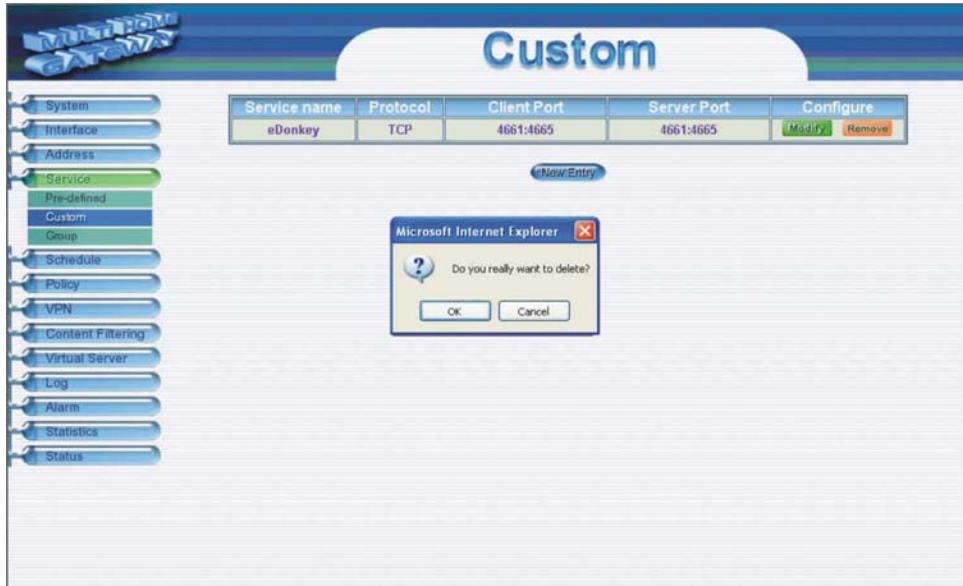 MULTI HOME
GATEWAY
Custom
System
Interface
Address
Service
Pre-defined
Custom
Group
Schedule
Policy
VPN
Content Filtering
Virtual Server
Log
Alarm
Statistics
Status
Service name Protocol Client Port Server Port Configure
eDonkey TCP 4661:4665 4661:4665 Modify Remove
New Entry
Microsoft Internet Explorer
?
Do you really want to delete?
OK Cancel